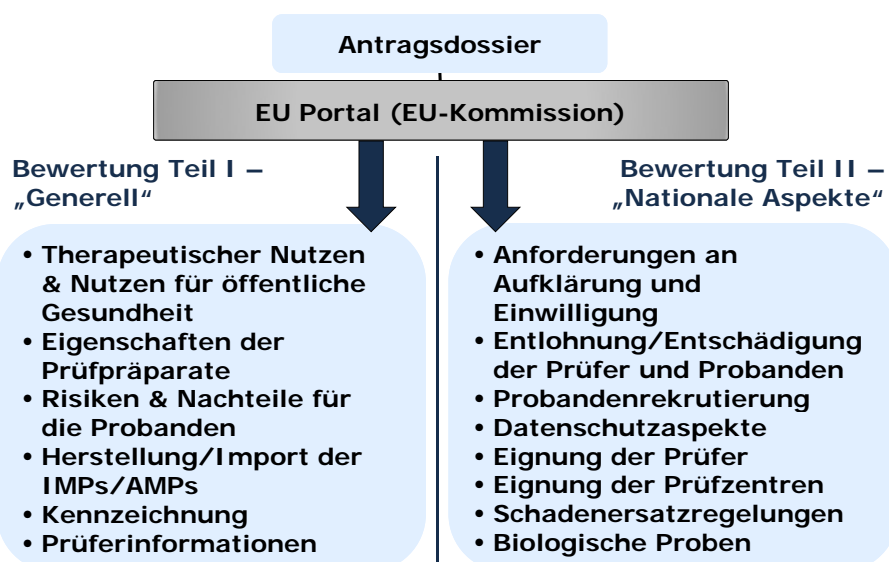 Antragsdossier
EU Portal (EU-Kommission)
Bewertung Teil I –
„Generell“
• Therapeutischer Nutzen
& Nutzen für öffentliche
Gesundheit
• Eigenschaften der
Prüfpräparate
• Risiken & Nachteile für
die Probanden
• Herstellung/Import der
IMPs/AMPs
• Kennzeichnung
• Prüferinformationen
Bewertung Teil II –
„Nationale Aspekte“
• Anforderungen an
Aufklärung und
Einwilligung
• Entlohnung/Entschädigung
der Prüfer und Probanden
• Probandenrekrutierung
• Datenschutzaspekte
• Eignung der Prüfer
• Eignung der Prüfzentren
• Schadenersatzregelungen
• Biologische Proben